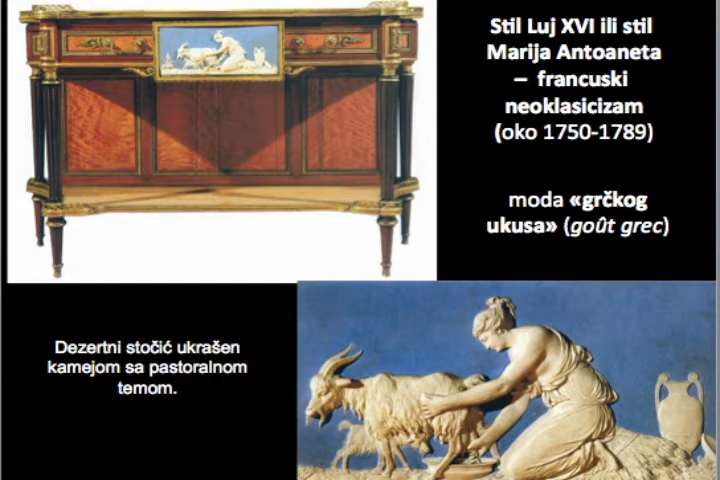 Stil Luj XVI ili stil
Marija Antoaneta
– francuski
neoklasicizam
(oko 1750-1789)
moda «grčkog
ukusa» (goût grec)
Dezertni stočić ukrašen
kamejom sa pastoralnom
temom.